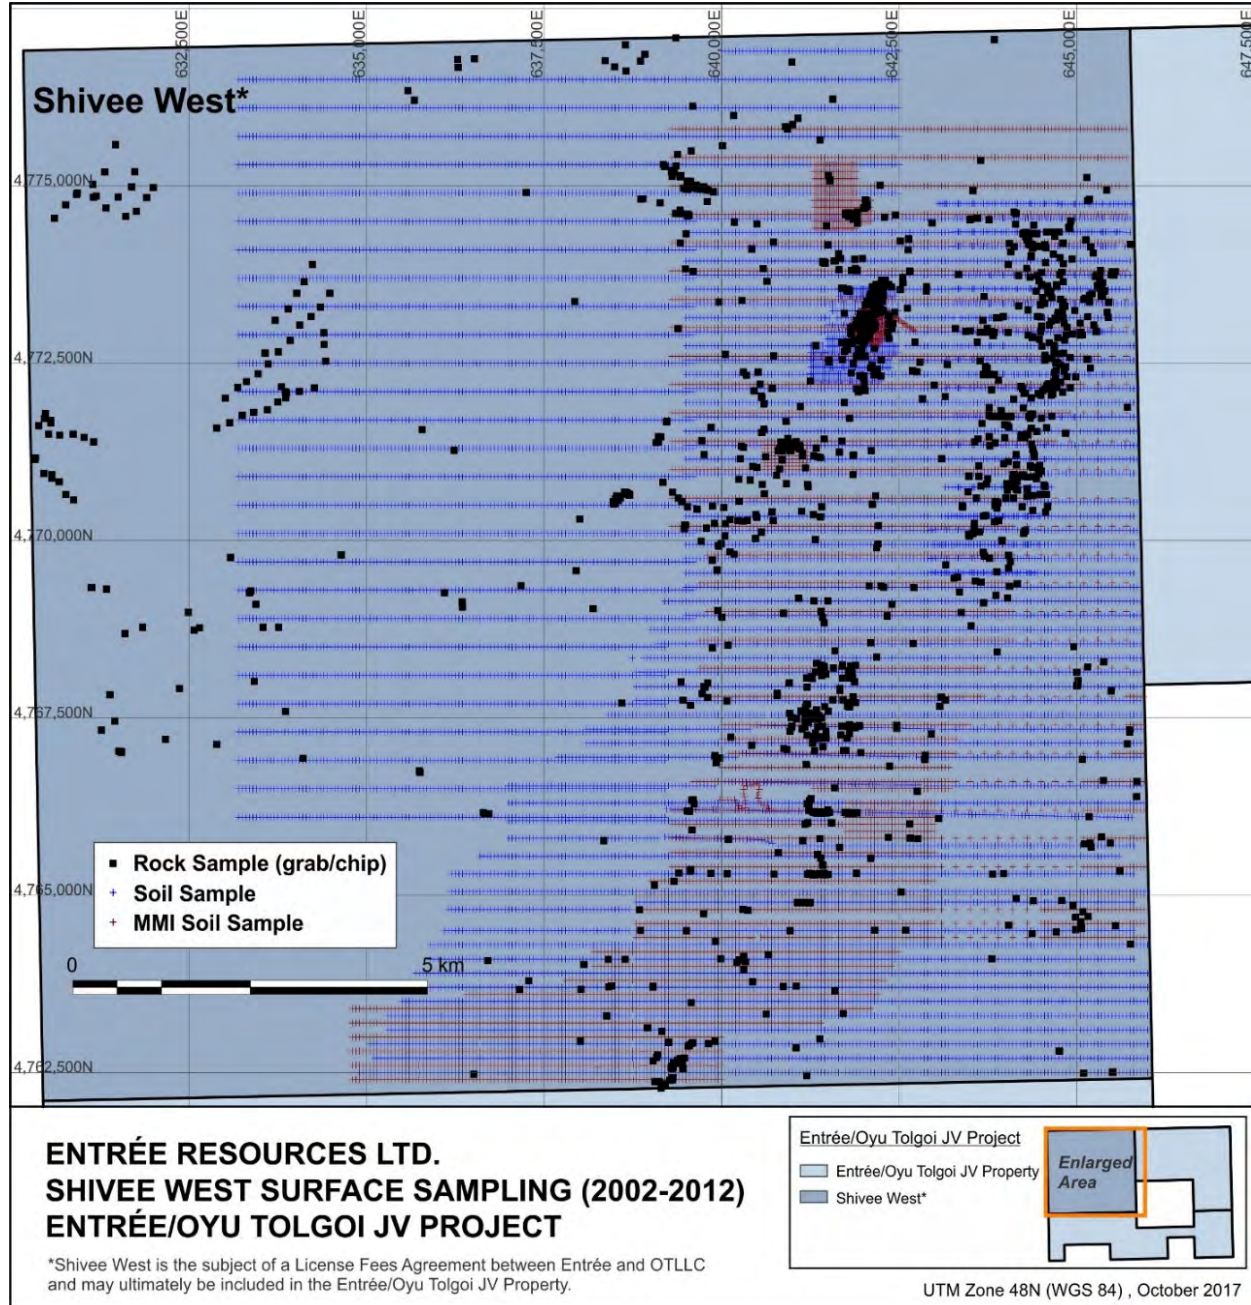 632,500E
635,000E
637,500E
640,000E
642,500E
645,000E
647,500E
Shivee West*
4,775,000N
4,772,500N
4,770,000N
4,767,500N
4,765,000N
4,762,500N
Rock Sample (grab/chip)
Soil Sample
MMI Soil Sample
0 5 km
ENTRÉE RESOURCES LTD.
SHIVEE WEST SURFACE SAMPLING (2002-2012)
ENTRÉE/OYU TOLGOI JV PROJECT
*Shivee West is the subject of a License Fees Agreement between Entrée and OTLLC
and may ultimately be included in the Entrée/Oyu Tolgoi JV Property.
Entrée/Oyu Tolgoi JV Project
Entrée/Oyu Tolgoi JV Property
Shivee West*
Enlarged
Area
UTM Zone 48N (WGS 84) , October 2017